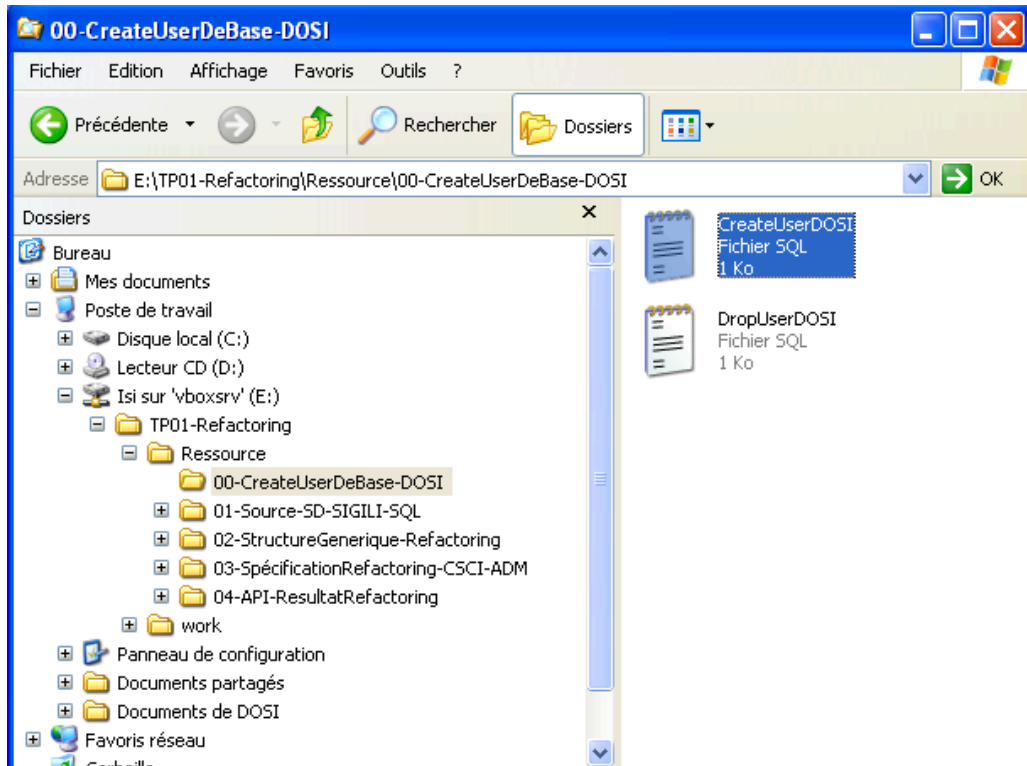 00-CreateUserDeBase-DOSI
Fichier Edition Affichage Favoris Outils ?
Précédente Rechercher Dossiers
Adresse E:\TP01-Refactoring\Ressource\00-CreateUserDeBase-DOSI OK
Dossiers
Bureau
Mes documents
Poste de travail
Disque local (C:)
Lecteur CD (D:)
Isi sur 'vboxsrv' (E:)
TP01-Refactoring
Ressource
00-CreateUserDeBase-DOSI
01-Source-SD-SIGILI-SQL
02-StructureGenerique-Refactoring
03-SpécificationRefactoring-CSCI-ADM
04-API-ResultatRefactoring
work
Panneau de configuration
Documents partagés
Documents de DOSI
Favoris réseau
Corbeille
CreateUserDOSI
Fichier SQL
1 Ko
DropUserDOSI
Fichier SQL
1 Ko